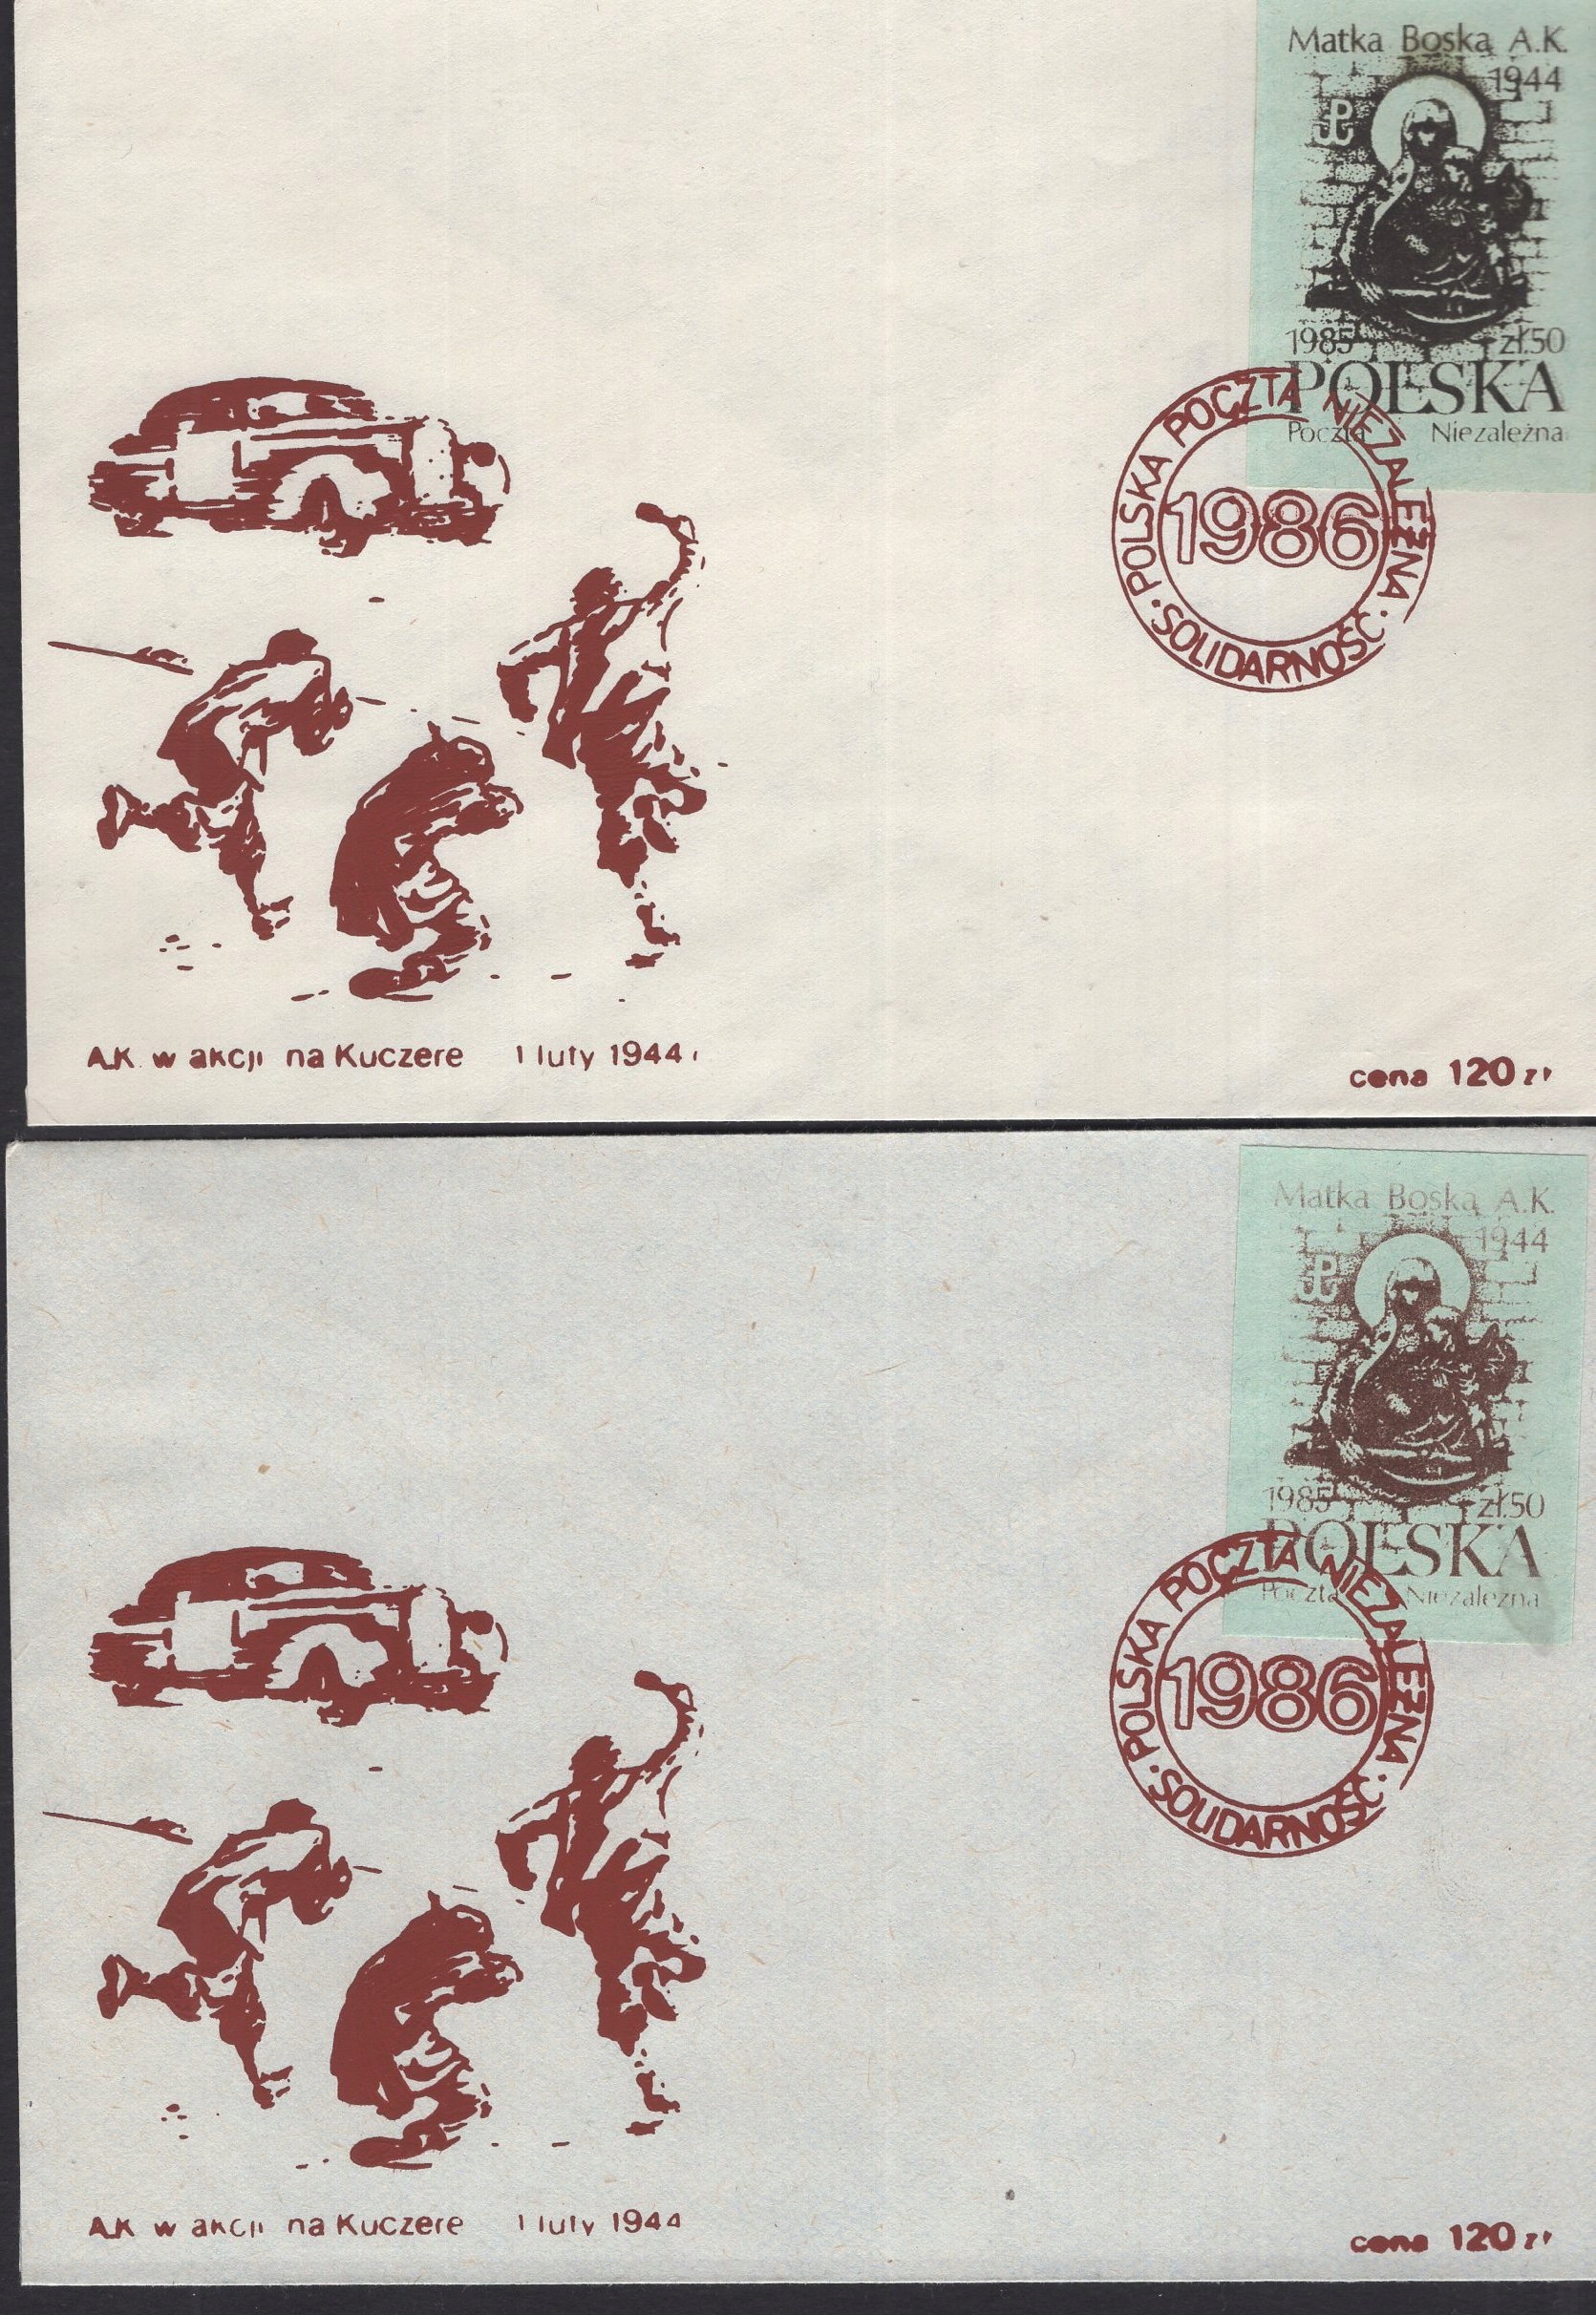 Matka Boska A.K.
1944
1985 zł.50
POLSKA
Poczta Niezależna
· POLSKA POCZTA NIEZALEŻNA · SOLIDARNOŚĆ
1986
A.K. w akcji na Kuczere 1 luty 1944
cena 120 zł
Matka Boska A.K.
1944
1985 zł.50
POLSKA
Poczta Niezależna
· POLSKA POCZTA NIEZALEŻNA · SOLIDARNOŚĆ
1986
A.K w akcji na Kuczere 1 luty 1944
cena 120 zł